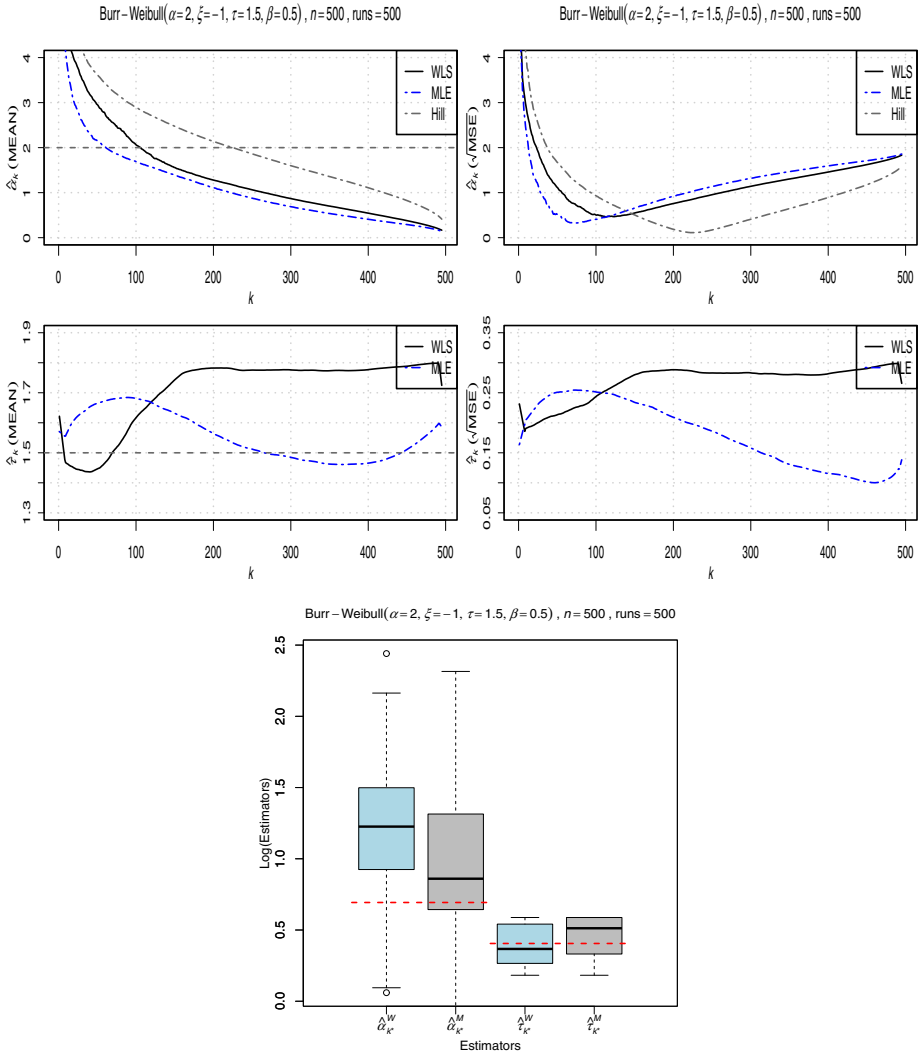 Burr−Weibull(α=2, ξ=−1, τ=1.5, β=0.5) , n=500 , runs=500
α̂k (MEAN)
4
3
2
1
0
WLS
MLE
Hill
0 100 200 300 400 500
k
Burr−Weibull(α=2, ξ=−1, τ=1.5, β=0.5) , n=500 , runs=500
α̂k (√MSE)
4
3
2
1
0
WLS
MLE
Hill
0 100 200 300 400 500
k
τ̂k (MEAN)
1.9
1.7
1.5
1.3
WLS
MLE
0 100 200 300 400 500
k
τ̂k (√MSE)
0.35
0.25
0.15
0.05
WLS
MLE
0 100 200 300 400 500
k
Burr−Weibull(α=2, ξ=−1, τ=1.5, β=0.5) , n=500 , runs=500
Log(Estimators)
2.5
2.0
1.5
1.0
0.5
0.0
α̂Wk* α̂Mk* τ̂Wk* τ̂Mk*
Estimators